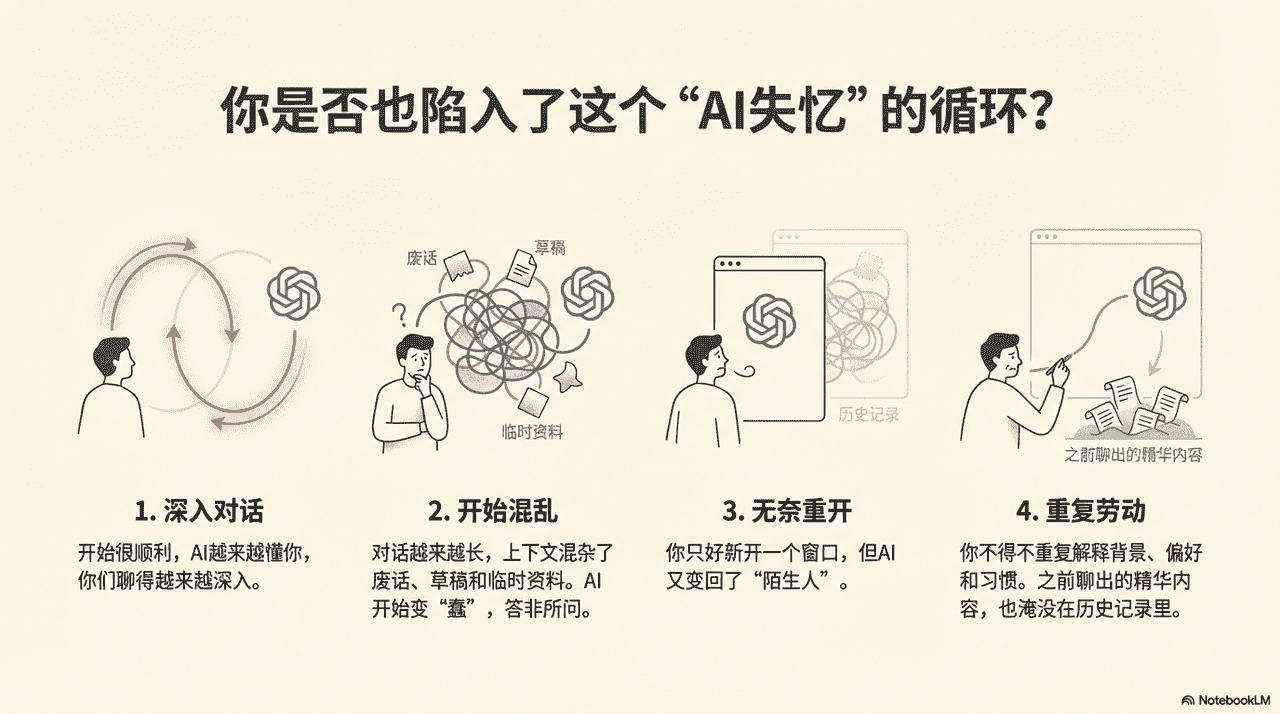 你是否也陷入了这个“AI失忆”的循环？
废话
草稿
临时资料
历史记录
之前聊出的精华内容
1. 深入对话
开始很顺利，AI越来越懂你，
你们聊得越来越深入。
2. 开始混乱
对话越来越长，上下文混杂了
废话、草稿和临时资料。AI
开始变“蠢”，答非所问。
3. 无奈重开
你只好新开一个窗口，但AI
又变回了“陌生人”。
4. 重复劳动
你不得不重复解释背景、偏好
和习惯。之前聊出的精华内
容，也淹没在历史记录里。
NotebookLM